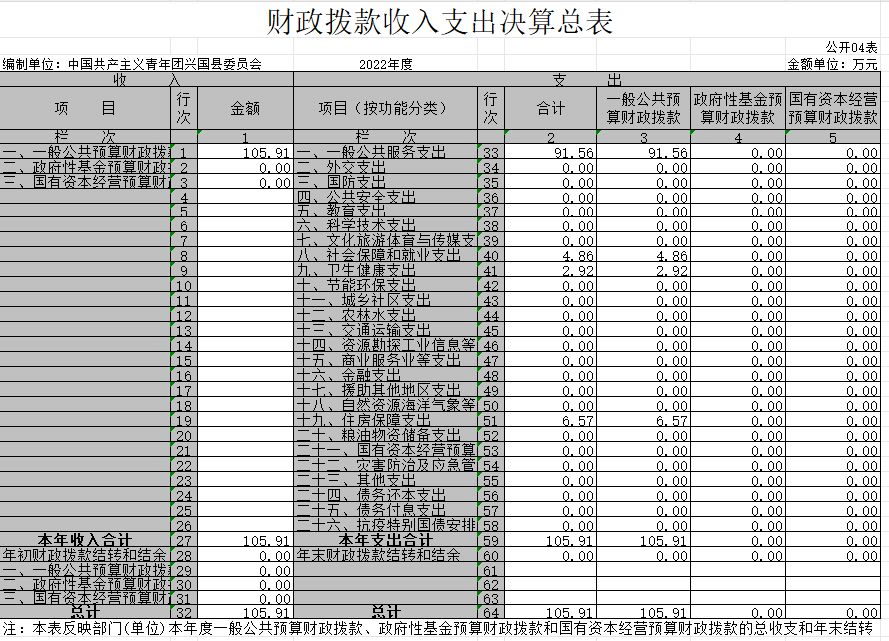 财政拨款收入支出决算总表
公开04表
编制单位：中国共产主义青年团兴国县委员会 2022年度 金额单位：万元
收 入 支 出
项 目 行次 金额 项目（按功能分类） 行次 合计 一般公共预算财政拨款 政府性基金预算财政拨款 国有资本经营预算财政拨款
栏 次 1 栏 次 2 3 4 5
一、一般公共预算财政拨 1 105.91 一、一般公共服务支出 33 91.56 91.56 0.00 0.00
二、政府性基金预算财政 2 0.00 二、外交支出 34 0.00 0.00 0.00 0.00
三、国有资本经营预算财 3 0.00 三、国防支出 35 0.00 0.00 0.00 0.00
4 四、公共安全支出 36 0.00 0.00 0.00 0.00
5 五、教育支出 37 0.00 0.00 0.00 0.00
6 六、科学技术支出 38 0.00 0.00 0.00 0.00
7 七、文化旅游体育与传媒支 39 0.00 0.00 0.00 0.00
8 八、社会保障和就业支出 40 4.86 4.86 0.00 0.00
9 九、卫生健康支出 41 2.92 2.92 0.00 0.00
10 十、节能环保支出 42 0.00 0.00 0.00 0.00
11 十一、城乡社区支出 43 0.00 0.00 0.00 0.00
12 十二、农林水支出 44 0.00 0.00 0.00 0.00
13 十三、交通运输支出 45 0.00 0.00 0.00 0.00
14 十四、资源勘探工业信息等 46 0.00 0.00 0.00 0.00
15 十五、商业服务业等支出 47 0.00 0.00 0.00 0.00
16 十六、金融支出 48 0.00 0.00 0.00 0.00
17 十七、援助其他地区支出 49 0.00 0.00 0.00 0.00
18 十八、自然资源海洋气象等 50 0.00 0.00 0.00 0.00
19 十九、住房保障支出 51 6.57 6.57 0.00 0.00
20 二十、粮油物资储备支出 52 0.00 0.00 0.00 0.00
21 二十一、国有资本经营预算 53 0.00 0.00 0.00 0.00
22 二十二、灾害防治及应急管 54 0.00 0.00 0.00 0.00
23 二十三、其他支出 55 0.00 0.00 0.00 0.00
24 二十四、债务还本支出 56 0.00 0.00 0.00 0.00
25 二十五、债务付息支出 57 0.00 0.00 0.00 0.00
26 二十六、抗疫特别国债安排 58 0.00 0.00 0.00 0.00
本年收入合计 27 105.91 本年支出合计 59 105.91 105.91 0.00 0.00
年初财政拨款结转和结余 28 0.00 年末财政拨款结转和结余 60 0.00 0.00 0.00 0.00
一、一般公共预算财政拨 29 0.00 61
二、政府性基金预算财政 30 0.00 62
三、国有资本经营预算财 31 0.00 63
总计 32 105.91 总计 64 105.91 105.91 0.00 0.00
注：本表反映部门(单位)本年度一般公共预算财政拨款、政府性基金预算财政拨款和国有资本经营预算财政拨款的总收支和年末结转